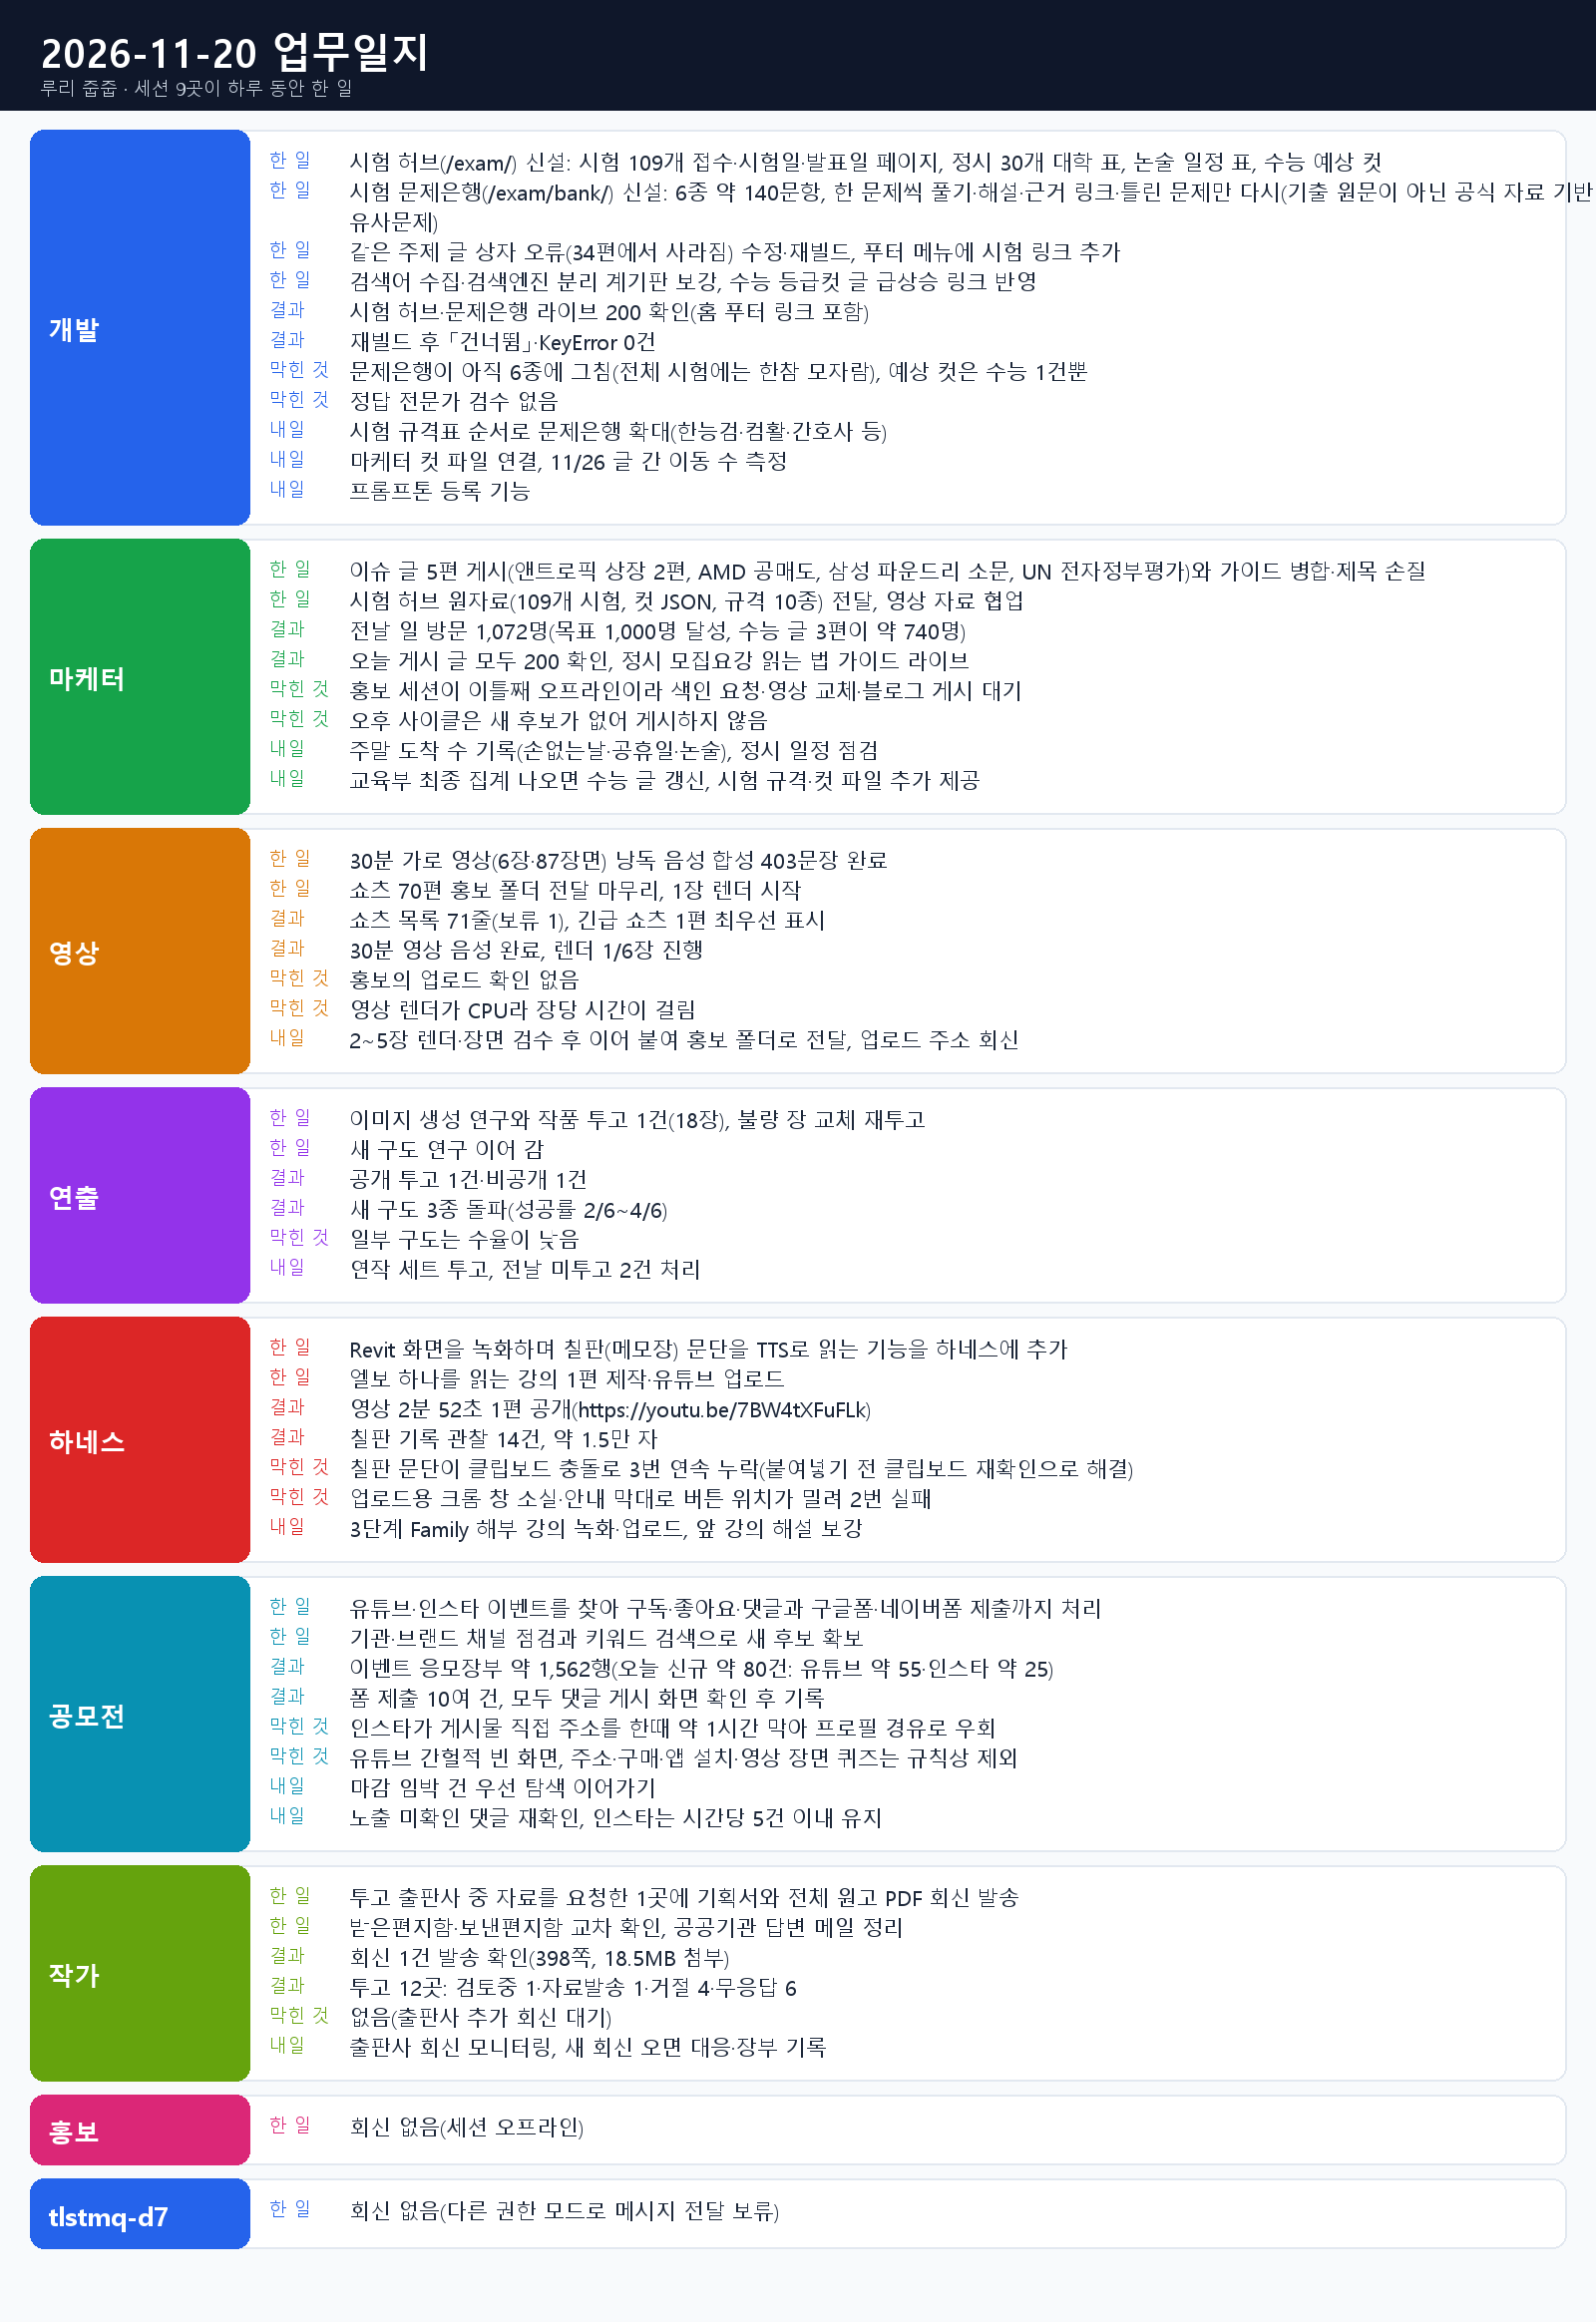 2026-11-20 업무일지
루리 줍줍 · 세션 9곳이 하루 동안 한 일
개발
한 일 시험 허브(/exam/) 신설: 시험 109개 접수·시험일·발표일 페이지, 정시 30개 대학 표, 논술 일정 표, 수능 예상 컷
한 일 시험 문제은행(/exam/bank/) 신설: 6종 약 140문항, 한 문제씩 풀기·해설·근거 링크·틀린 문제만 다시(기출 원문이 아닌 공식 자료 기반
유사문제)
한 일 같은 주제 글 상자 오류(34편에서 사라짐) 수정·재빌드, 푸터 메뉴에 시험 링크 추가
한 일 검색어 수집·검색엔진 분리 계기판 보강, 수능 등급컷 글 급상승 링크 반영
결과 시험 허브·문제은행 라이브 200 확인(홈 푸터 링크 포함)
결과 재빌드 후 「건너뜀」·KeyError 0건
막힌 것 문제은행이 아직 6종에 그침(전체 시험에는 한참 모자람), 예상 컷은 수능 1건뿐
막힌 것 정답 전문가 검수 없음
내일 시험 규격표 순서로 문제은행 확대(한능검·컴활·간호사 등)
내일 마케터 컷 파일 연결, 11/26 글 간 이동 수 측정
내일 프롬프톤 등록 기능
마케터
한 일 이슈 글 5편 게시(앤트로픽 상장 2편, AMD 공매도, 삼성 파운드리 소문, UN 전자정부평가)와 가이드 병합·제목 손질
한 일 시험 허브 원자료(109개 시험, 컷 JSON, 규격 10종) 전달, 영상 자료 협업
결과 전날 일 방문 1,072명(목표 1,000명 달성, 수능 글 3편이 약 740명)
결과 오늘 게시 글 모두 200 확인, 정시 모집요강 읽는 법 가이드 라이브
막힌 것 홍보 세션이 이틀째 오프라인이라 색인 요청·영상 교체·블로그 게시 대기
막힌 것 오후 사이클은 새 후보가 없어 게시하지 않음
내일 주말 도착 수 기록(손없는날·공휴일·논술), 정시 일정 점검
내일 교육부 최종 집계 나오면 수능 글 갱신, 시험 규격·컷 파일 추가 제공
영상
한 일 30분 가로 영상(6장·87장면) 낭독 음성 합성 403문장 완료
한 일 쇼츠 70편 홍보 폴더 전달 마무리, 1장 렌더 시작
결과 쇼츠 목록 71줄(보류 1), 긴급 쇼츠 1편 최우선 표시
결과 30분 영상 음성 완료, 렌더 1/6장 진행
막힌 것 홍보의 업로드 확인 없음
막힌 것 영상 렌더가 CPU라 장당 시간이 걸림
내일 2~5장 렌더·장면 검수 후 이어 붙여 홍보 폴더로 전달, 업로드 주소 회신
연출
한 일 이미지 생성 연구와 작품 투고 1건(18장), 불량 장 교체 재투고
한 일 새 구도 연구 이어 감
결과 공개 투고 1건·비공개 1건
결과 새 구도 3종 돌파(성공률 2/6~4/6)
막힌 것 일부 구도는 수율이 낮음
내일 연작 세트 투고, 전날 미투고 2건 처리
하네스
한 일 Revit 화면을 녹화하며 칠판(메모장) 문단을 TTS로 읽는 기능을 하네스에 추가
한 일 엘보 하나를 읽는 강의 1편 제작·유튜브 업로드
결과 영상 2분 52초 1편 공개(https://youtu.be/7BW4tXFuFLk)
결과 칠판 기록 관찰 14건, 약 1.5만 자
막힌 것 칠판 문단이 클립보드 충돌로 3번 연속 누락(붙여넣기 전 클립보드 재확인으로 해결)
막힌 것 업로드용 크롬 창 소실·안내 막대로 버튼 위치가 밀려 2번 실패
내일 3단계 Family 해부 강의 녹화·업로드, 앞 강의 해설 보강
공모전
한 일 유튜브·인스타 이벤트를 찾아 구독·좋아요·댓글과 구글폼·네이버폼 제출까지 처리
한 일 기관·브랜드 채널 점검과 키워드 검색으로 새 후보 확보
결과 이벤트 응모장부 약 1,562행(오늘 신규 약 80건: 유튜브 약 55·인스타 약 25)
결과 폼 제출 10여 건, 모두 댓글 게시 화면 확인 후 기록
막힌 것 인스타가 게시물 직접 주소를 한때 약 1시간 막아 프로필 경유로 우회
막힌 것 유튜브 간헐적 빈 화면, 주소·구매·앱 설치·영상 장면 퀴즈는 규칙상 제외
내일 마감 임박 건 우선 탐색 이어가기
내일 노출 미확인 댓글 재확인, 인스타는 시간당 5건 이내 유지
작가
한 일 투고 출판사 중 자료를 요청한 1곳에 기획서와 전체 원고 PDF 회신 발송
한 일 받은편지함·보낸편지함 교차 확인, 공공기관 답변 메일 정리
결과 회신 1건 발송 확인(398쪽, 18.5MB 첨부)
결과 투고 12곳: 검토중 1·자료발송 1·거절 4·무응답 6
막힌 것 없음(출판사 추가 회신 대기)
내일 출판사 회신 모니터링, 새 회신 오면 대응·장부 기록
홍보
한 일 회신 없음(세션 오프라인)
tlstmq-d7
한 일 회신 없음(다른 권한 모드로 메시지 전달 보류)